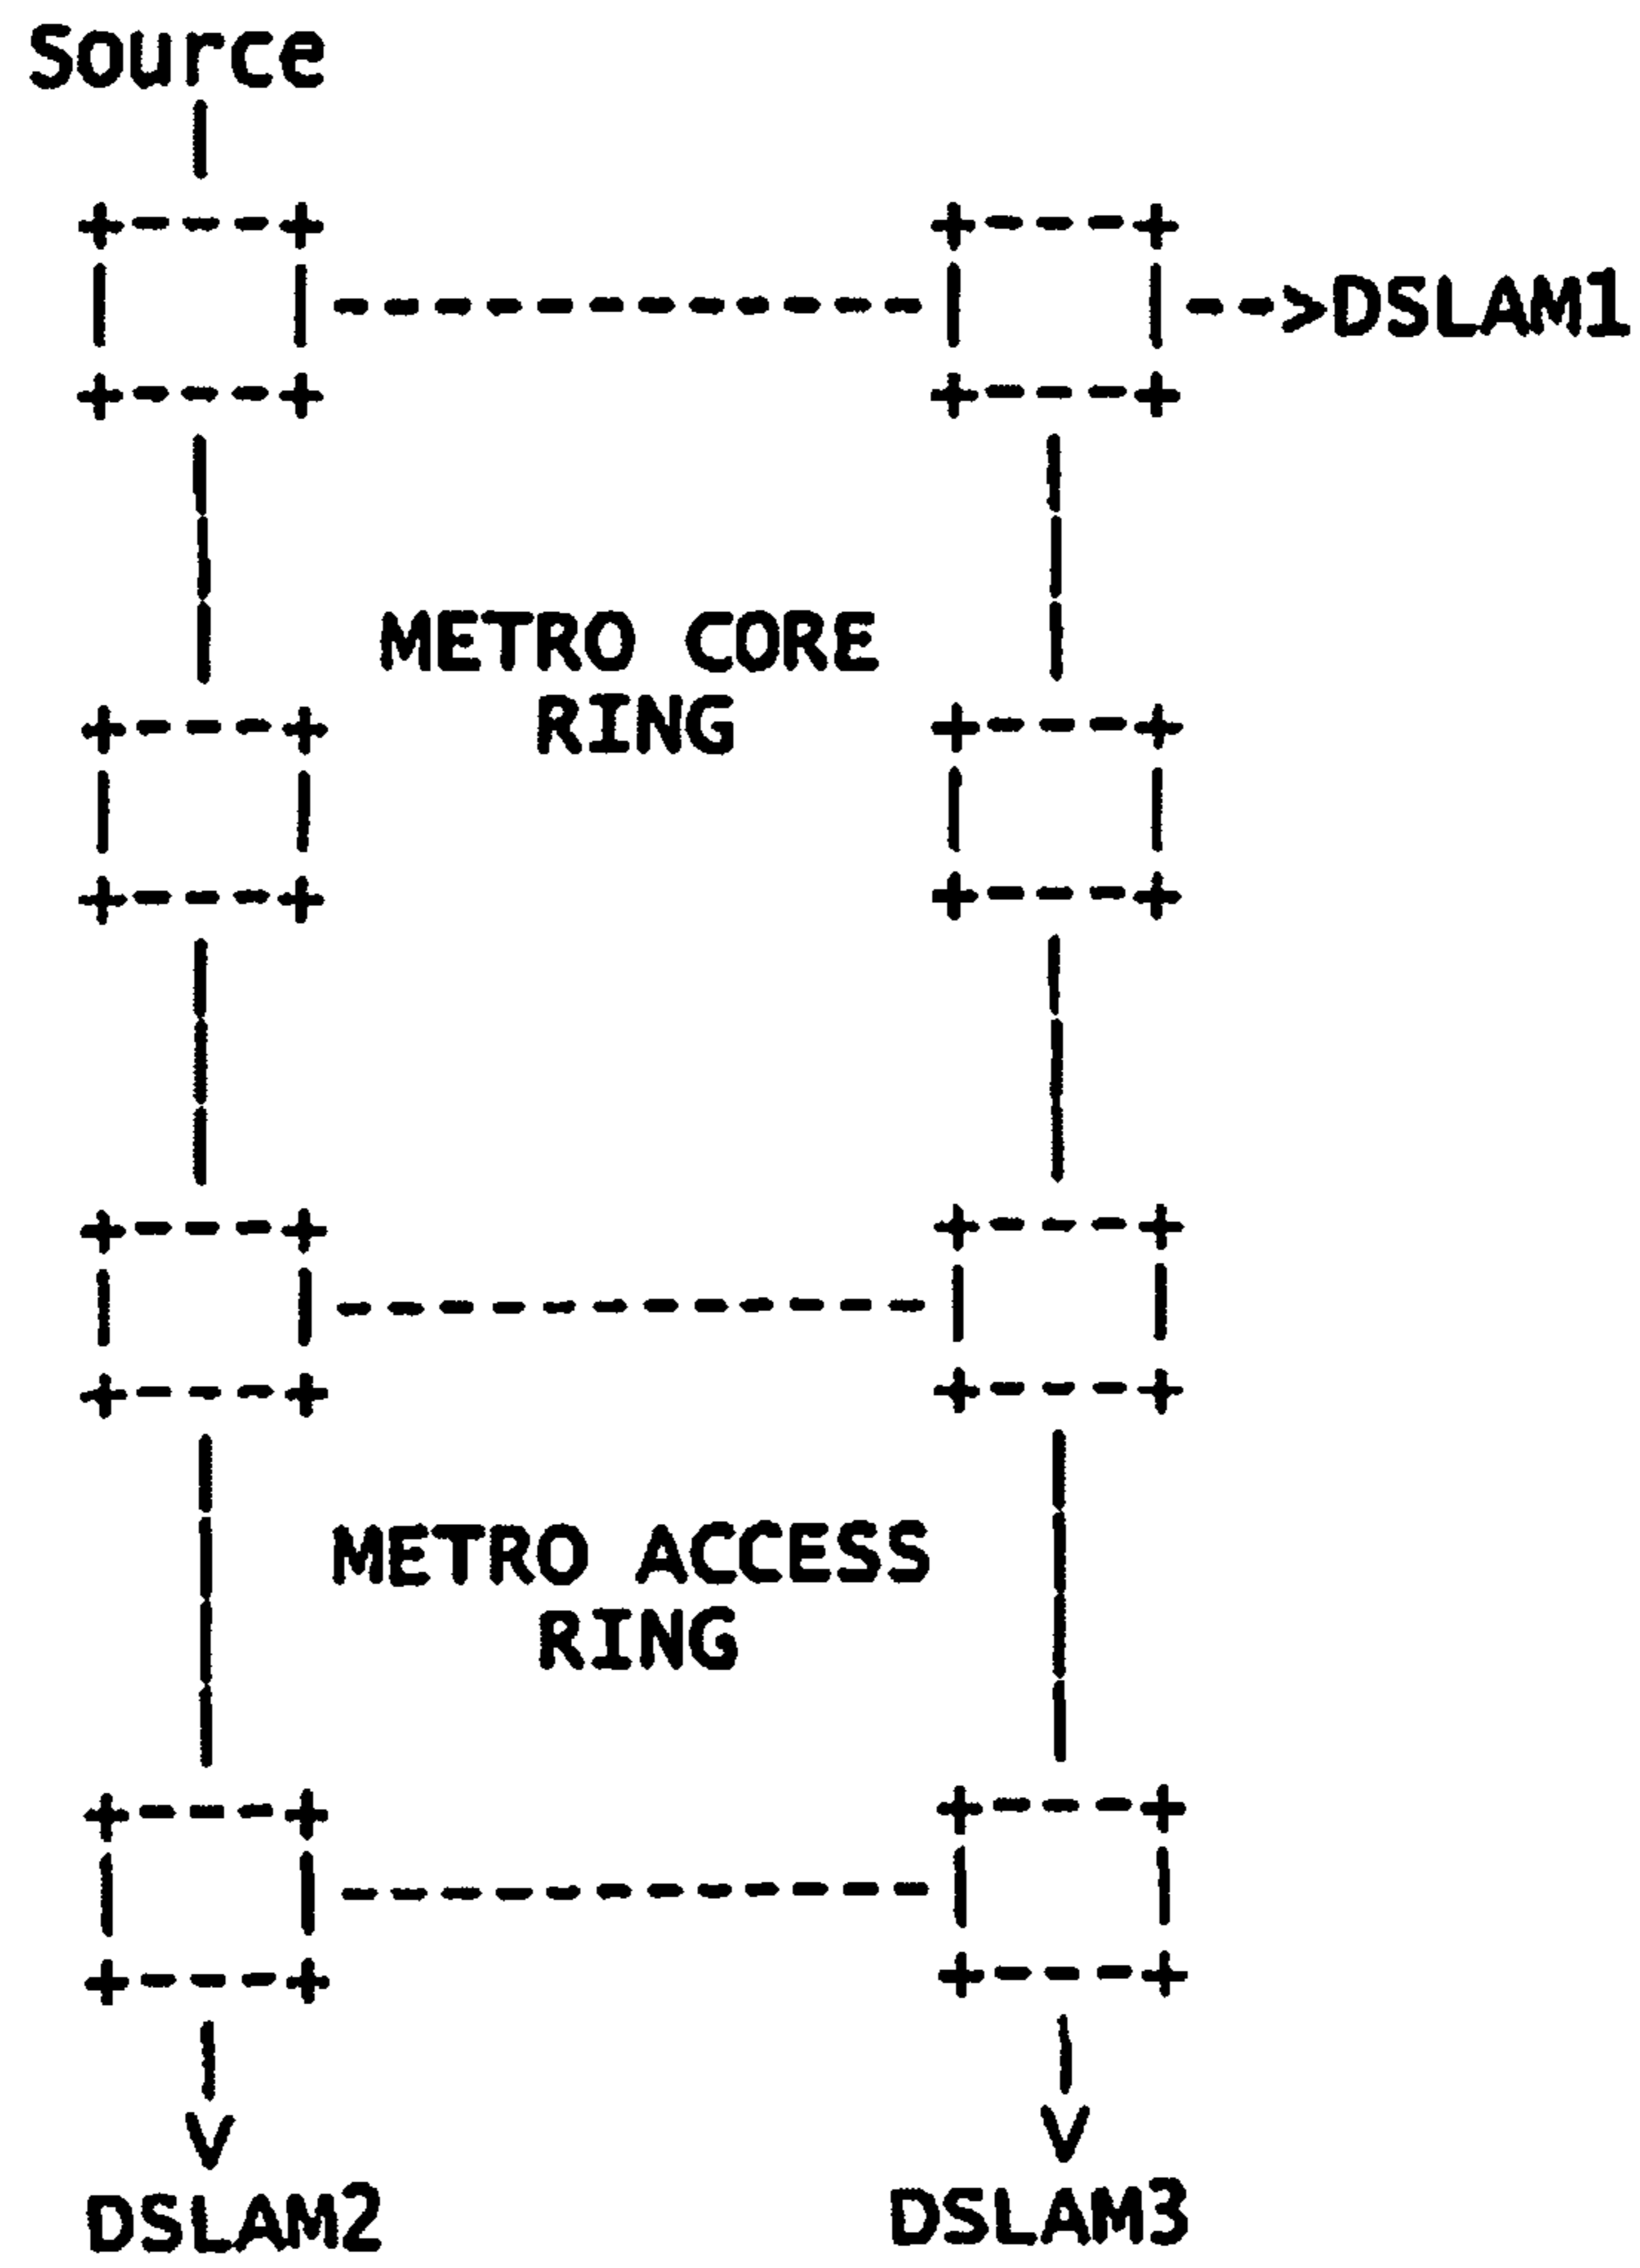 Source
DSLAM1
METRO CORE
RING
METRO ACCESS
RING
DSLAM2 DSLAM3